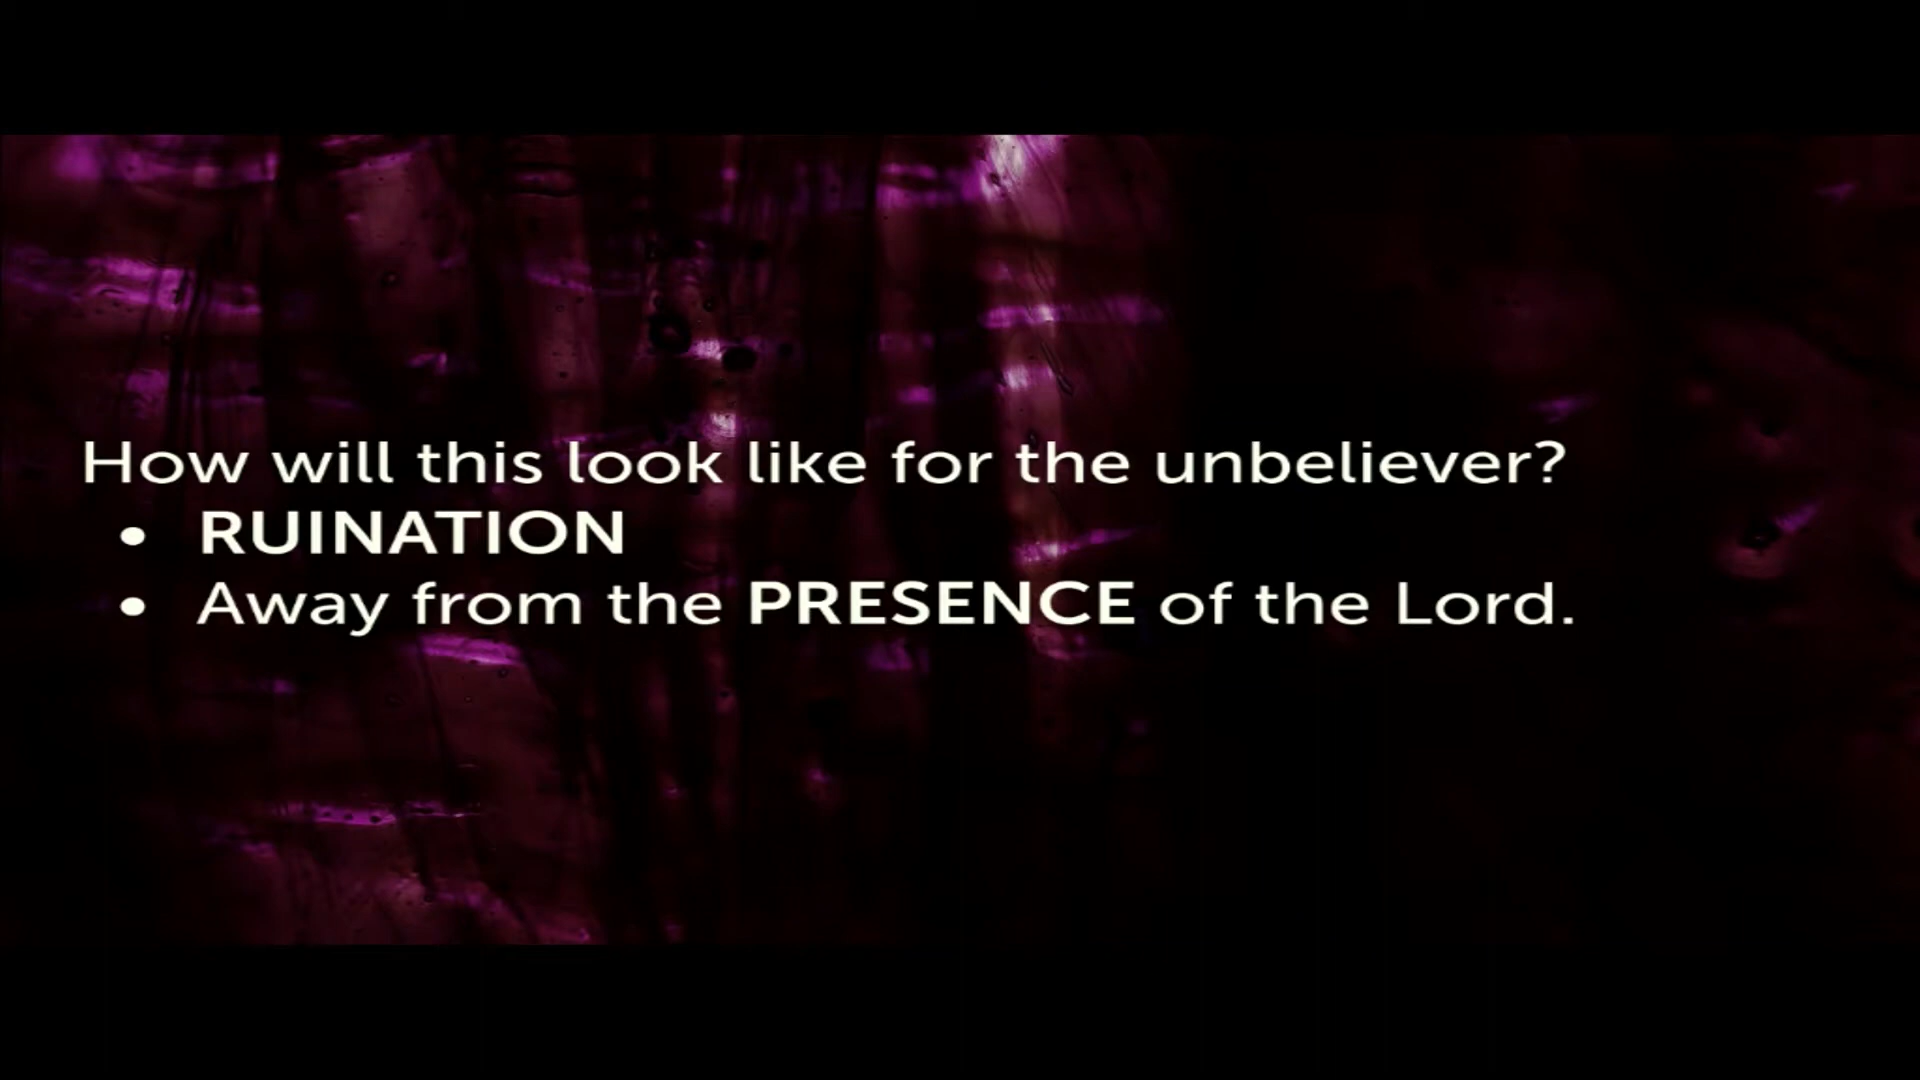 How will this look like for the unbeliever?
• RUINATION
• Away from the PRESENCE of the Lord.